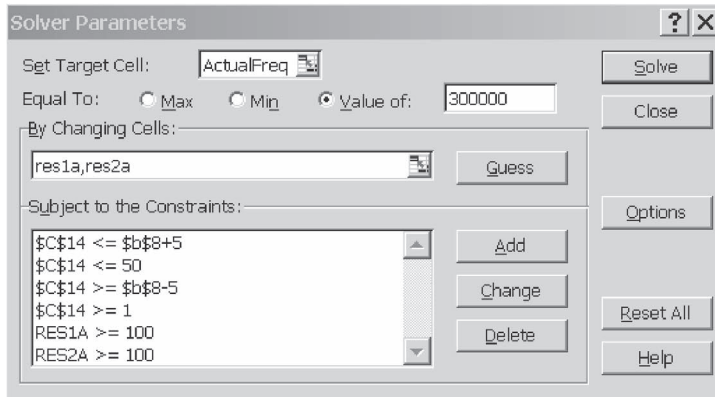 Solver Parameters
? X
Set Target Cell: ActualFreq Solve
Equal To: Max Min Value of: 300000 Close
By Changing Cells:
res1a,res2a Guess
Subject to the Constraints: Options
$C$14 <= $b$8+5 Add
$C$14 <= 50
$C$14 >= $b$8-5 Change
$C$14 >= 1 Reset All
RES1A >= 100 Delete
RES2A >= 100 Help